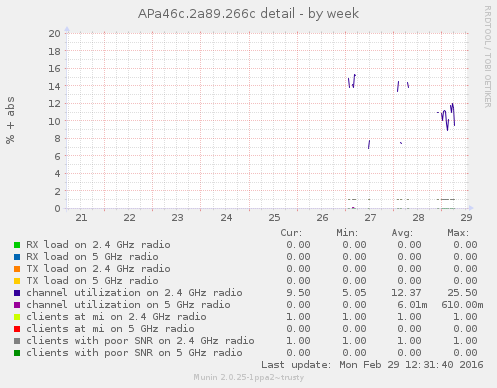 APa46c.2a89.266c detail - by week
RRDTOOL / TOBI OETIKER
% + abs
20
18
16
14
12
10
8
6
4
2
0
21 22 23 24 25 26 27 28 29
Cur: Min: Avg: Max:
RX load on 2.4 GHz radio 0.00 0.00 0.00 0.00
RX load on 5 GHz radio 0.00 0.00 0.00 0.00
TX load on 2.4 GHz radio 0.00 0.00 0.00 0.00
TX load on 5 GHz radio 0.00 0.00 0.00 0.00
channel utilization on 2.4 GHz radio 9.50 5.05 12.37 25.50
channel utilization on 5 GHz radio 0.00 0.00 6.01m 610.00m
clients at mi on 2.4 GHz radio 1.00 1.00 1.00 1.00
clients at mi on 5 GHz radio 0.00 0.00 0.00 0.00
clients with poor SNR on 2.4 GHz radio 1.00 1.00 1.00 1.00
clients with poor SNR on 5 GHz radio 0.00 0.00 0.00 0.00
Last update: Mon Feb 29 12:31:40 2016
Munin 2.0.25-1ppa2~trusty